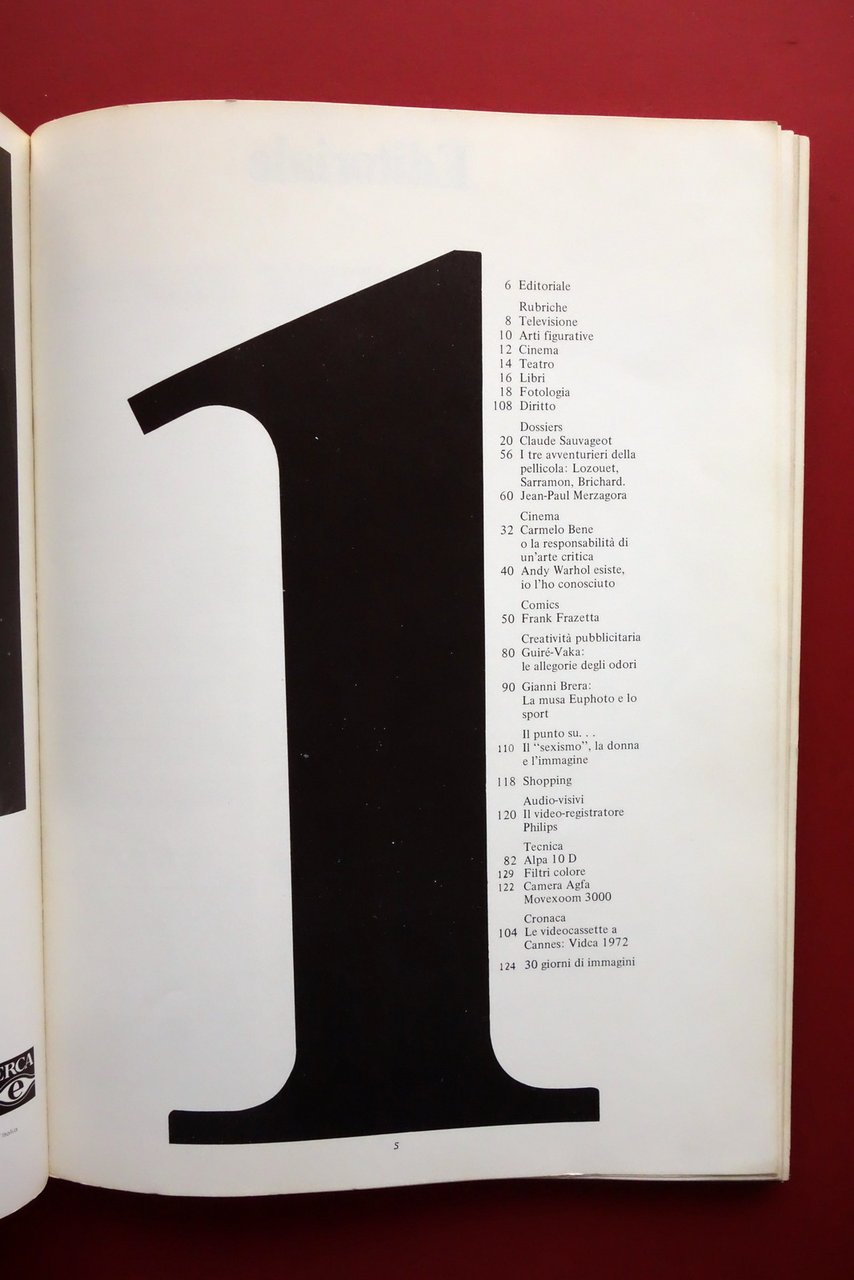 1
6 Editoriale
Rubriche
8 Televisione
10 Arti figurative
12 Cinema
14 Teatro
16 Libri
18 Fotologia
108 Diritto
Dossiers
20 Claude Sauvageot
56 I tre avventurieri della
pellicola: Lozouet,
Sarramon, Brichard.
60 Jean-Paul Merzagora
Cinema
32 Carmelo Bene
o la responsabilità di
un'arte critica
40 Andy Warhol esiste,
io l'ho conosciuto
Comics
50 Frank Frazetta
Creatività pubblicitaria
80 Guiré-Vaka:
le allegorie degli odori
90 Gianni Brera:
La musa Euphoto e lo
sport
Il punto su. . .
110 Il "sexismo", la donna
e l'immagine
118 Shopping
Audio-visivi
120 Il video-registratore
Philips
Tecnica
82 Alpa 10 D
129 Filtri colore
122 Camera Agfa
Movexoom 3000
Cronaca
104 Le videocassette a
Cannes: Vidca 1972
124 30 giorni di immagini
ERCA
e
5